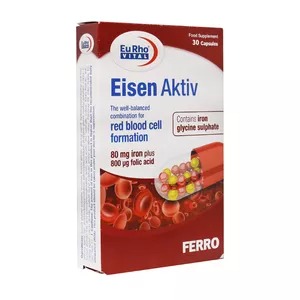 Food Supplement
30 Capsules
EuRho
VITAL
Eisen Aktiv
The well-balanced
combination for
red blood cell
formation
Contains iron
glycine sulphate
80 mg iron plus
800 µg folic acid
FERRO